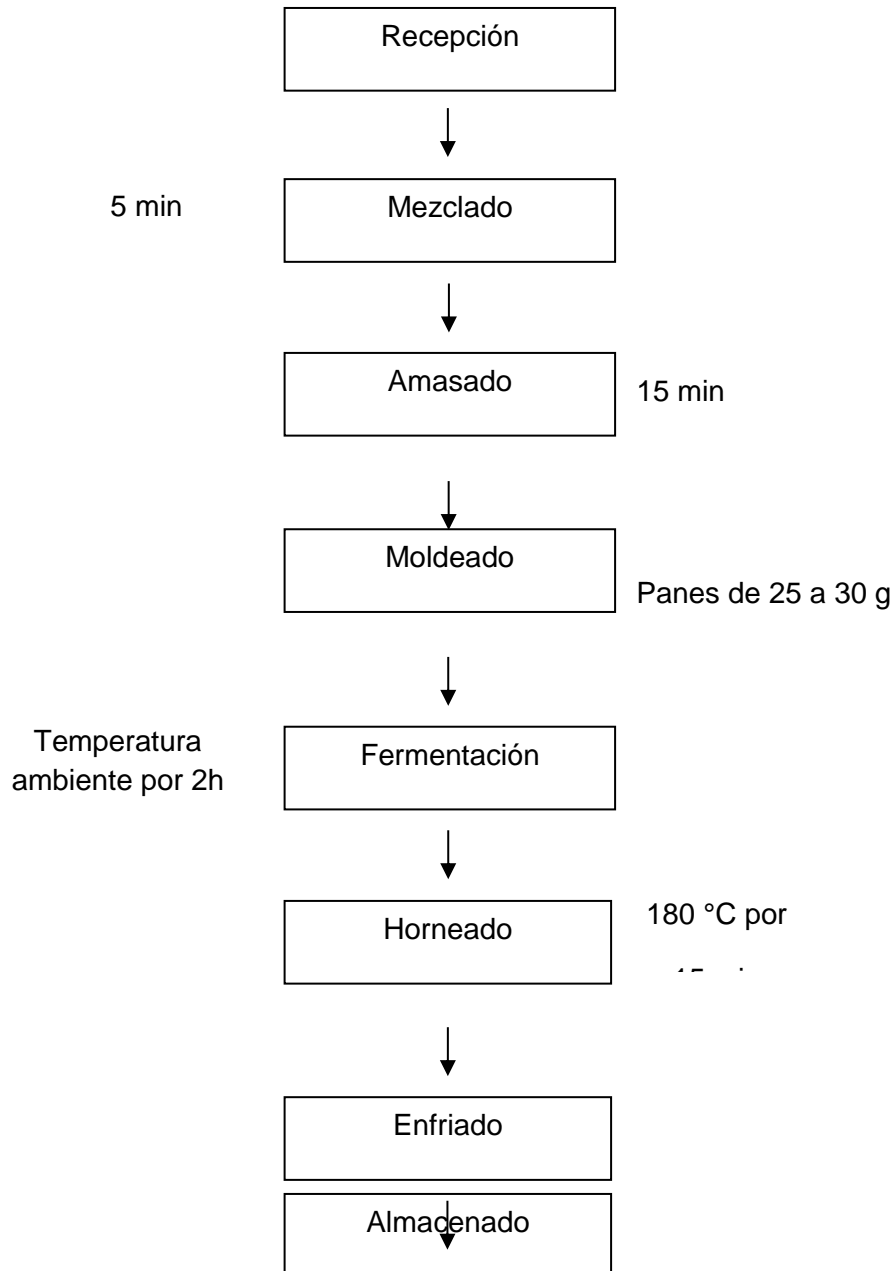 Recepción
5 min
Mezclado
Amasado
15 min
Moldeado
Panes de 25 a 30 g
Temperatura
ambiente por 2h
Fermentación
Horneado
180 °C por
Enfriado
Almacenado